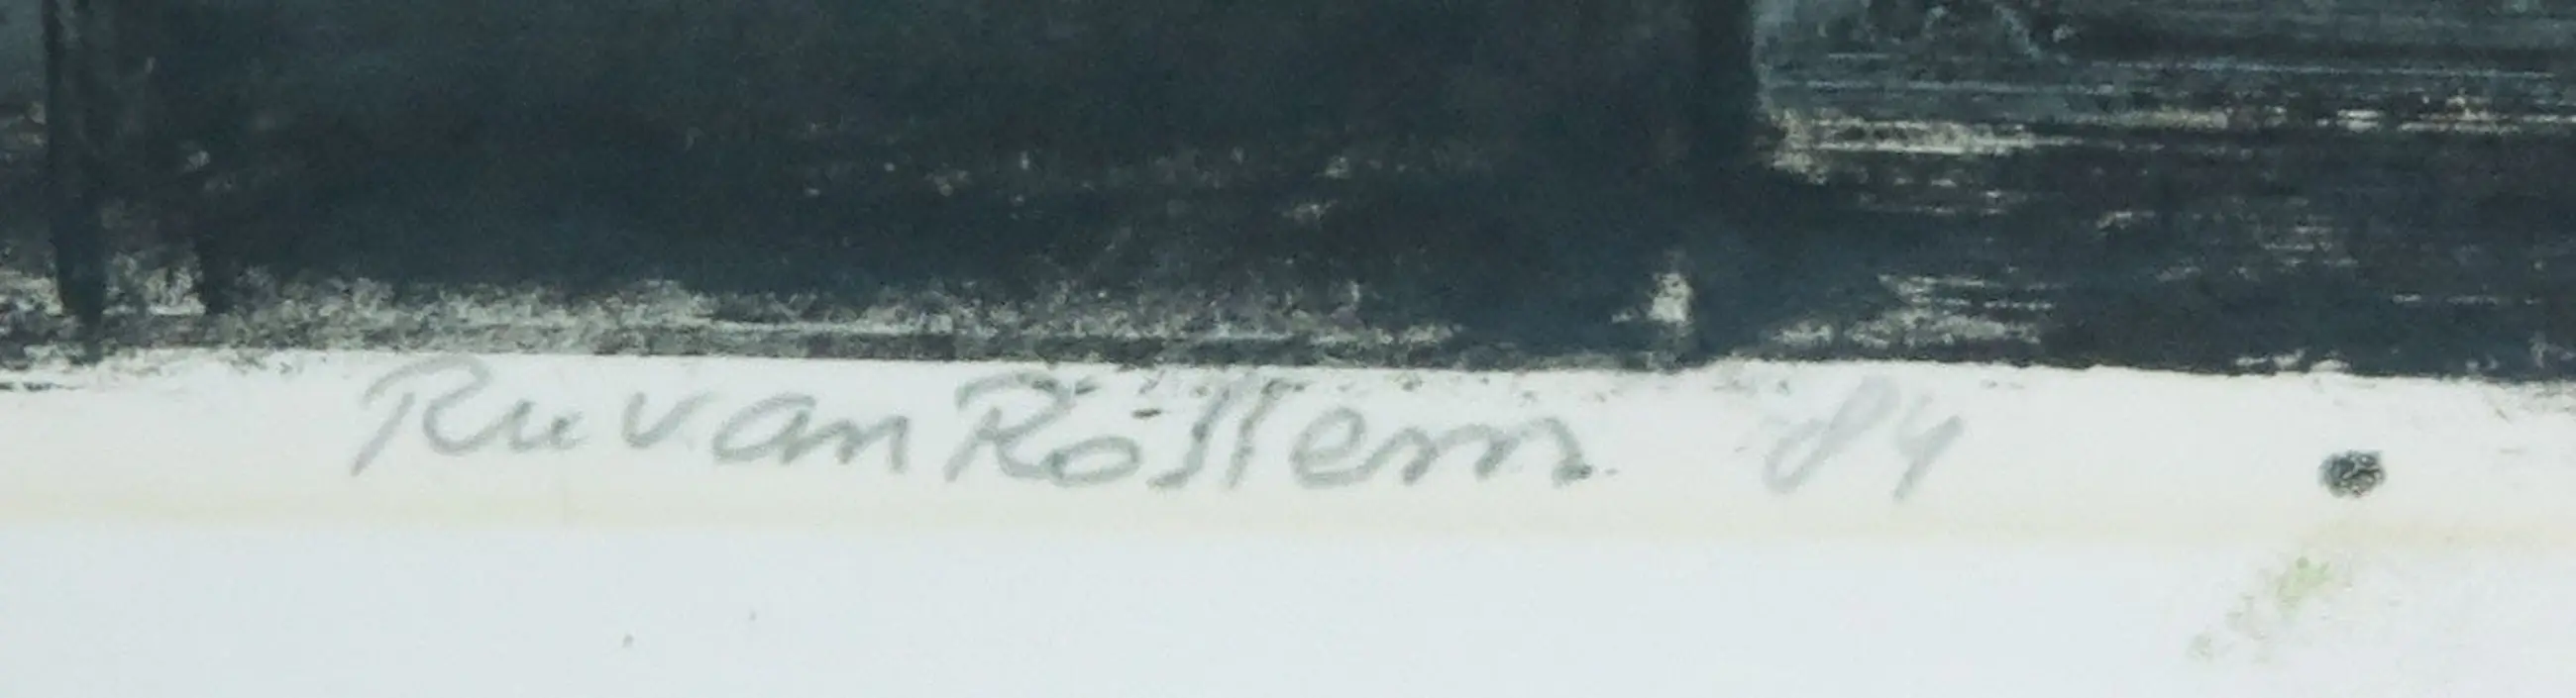 Ru van Rossem '84